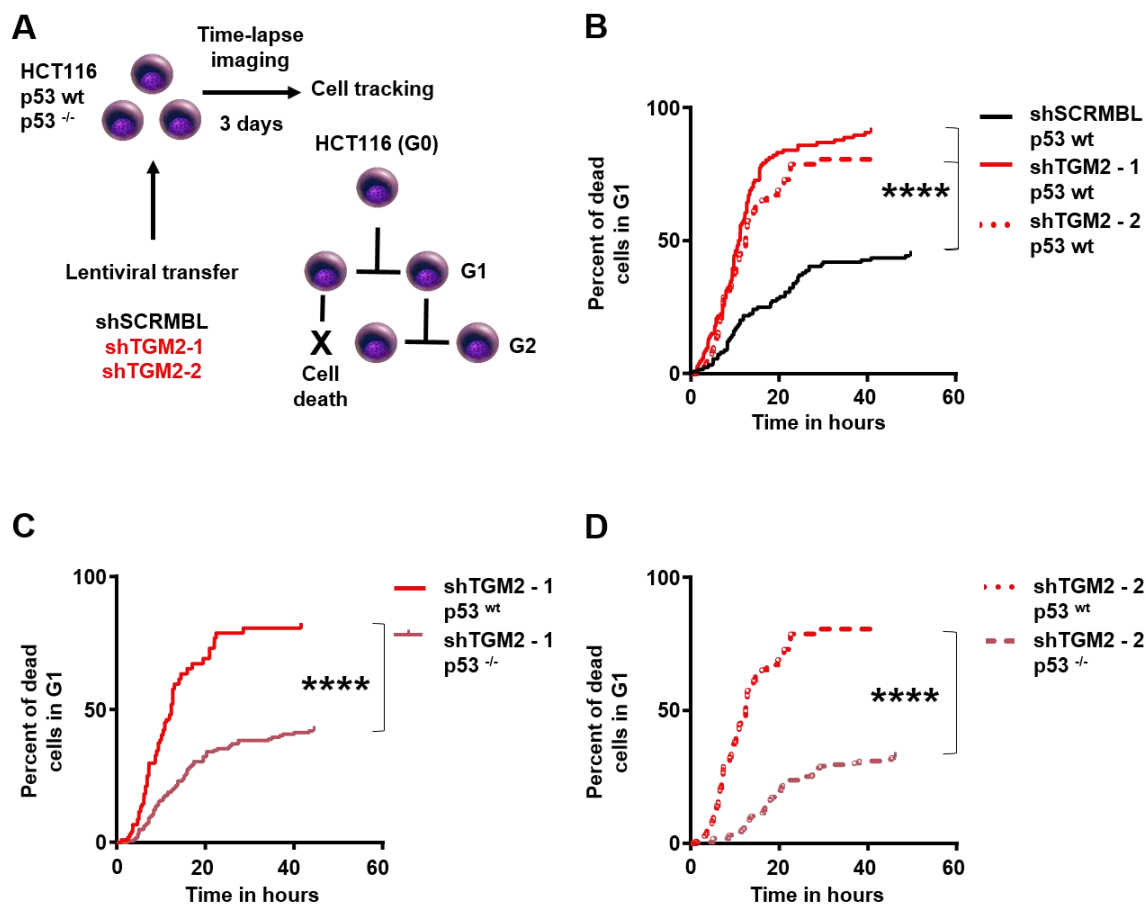 A
HCT116
p53 wt
p53 -/-
Time-lapse
imaging
3 days
Cell tracking
HCT116 (G0)
G1
G2
X
Cell
death
Lentiviral transfer
shSCRMBL
shTGM2-1
shTGM2-2
B
Percent of dead
cells in G1
100
50
0
0 20 40 60
Time in hours
****
shSCRMBL
p53 wt
shTGM2 - 1
p53 wt
shTGM2 - 2
p53 wt
C
Percent of dead
cells in G1
100
50
0
0 20 40 60
Time in hours
****
shTGM2 - 1
p53 wt
shTGM2 - 1
p53 -/-
D
Percent of dead
cells in G1
100
50
0
0 20 40 60
Time in hours
****
shTGM2 - 2
p53 wt
shTGM2 - 2
p53 -/-